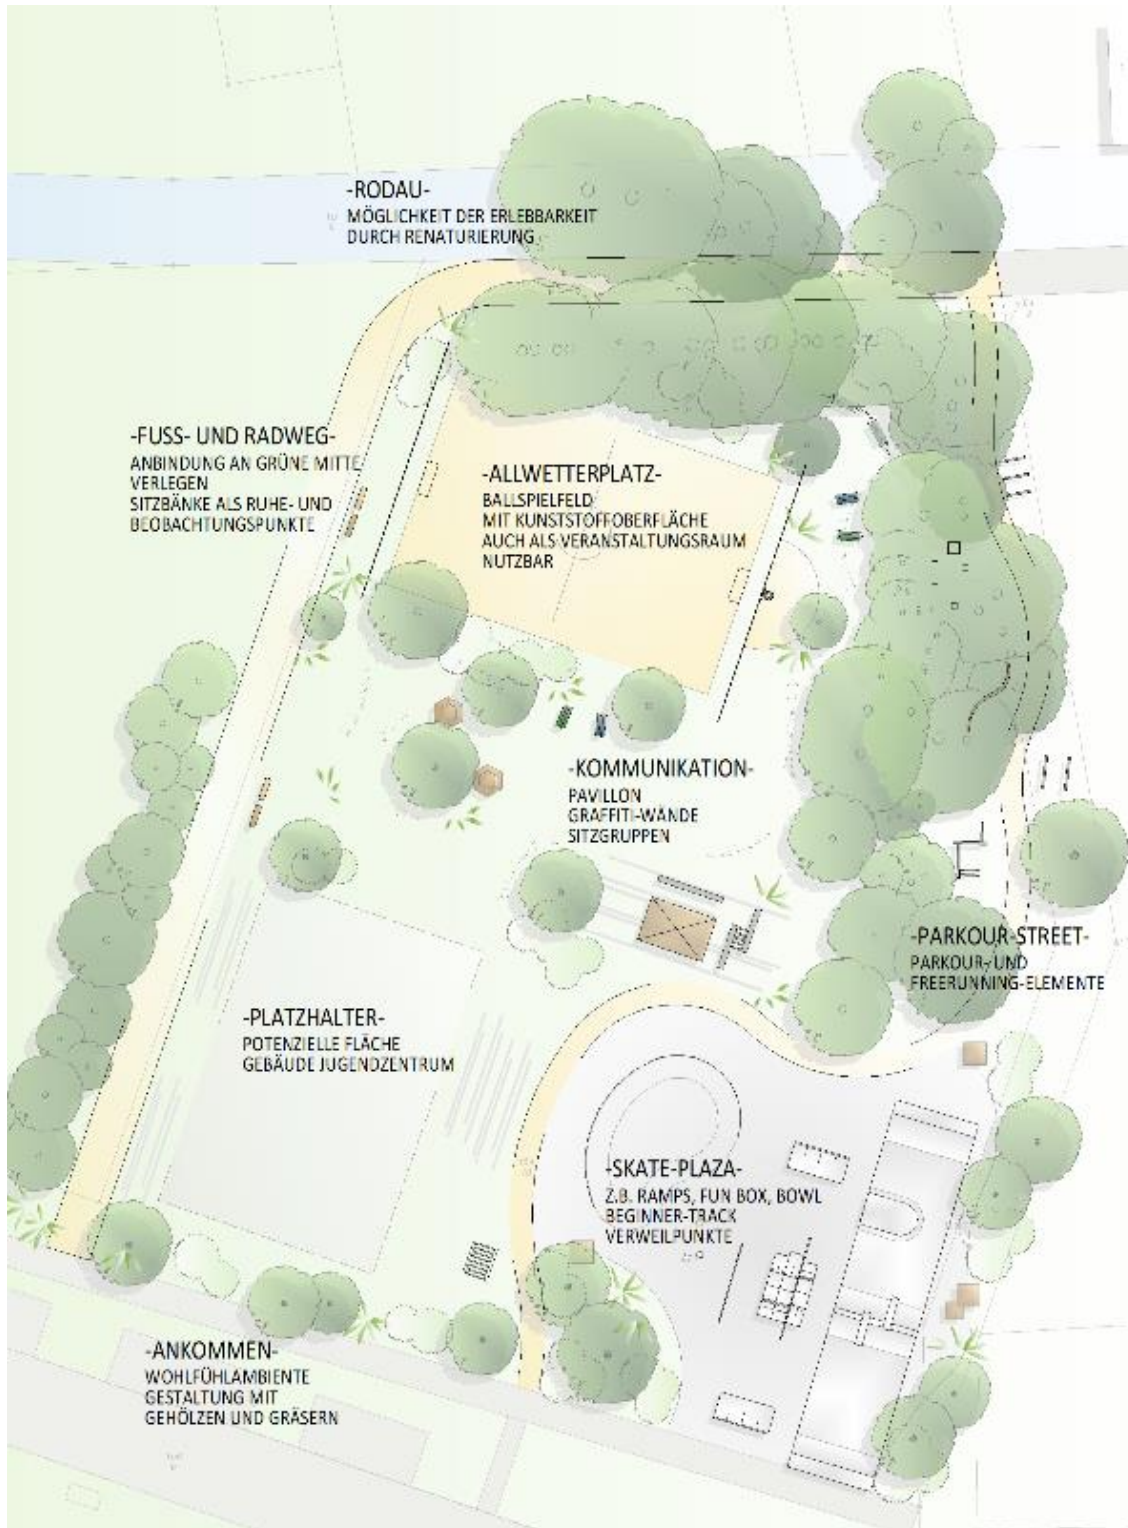 -RODAU-
MÖGLICHKEIT DER ERLEBBARKEIT
DURCH RENATURIERUNG
-FUSS- UND RADWEG-
ANBINDUNG AN GRÜNE MITTE
VERLEGEN
SITZBÄNKE ALS RUHE- UND
BEOBACHTUNGSPUNKTE
-ALLWETTERPLATZ-
BALLSPIELFELD
MIT KUNSTSTOFFOBERFLÄCHE
AUCH ALS VERANSTALTUNGSRAUM
NUTZBAR
-KOMMUNIKATION-
PAVILLON
GRAFFITI-WÄNDE
SITZGRUPPEN
-PARKOUR-STREET-
PARKOUR- UND
FREERUNNING-ELEMENTE
-PLATZHALTER-
POTENZIELLE FLÄCHE
GEBÄUDE JUGENDZENTRUM
-SKATE-PLAZA-
Z.B. RAMPS, FUN BOX, BOWL
BEGINNER-TRACK
VERWEILPUNKTE
-ANKOMMEN-
WOHLFÜHLAMBIENTE
GESTALTUNG MIT
GEHÖLZEN UND GRÄSERN